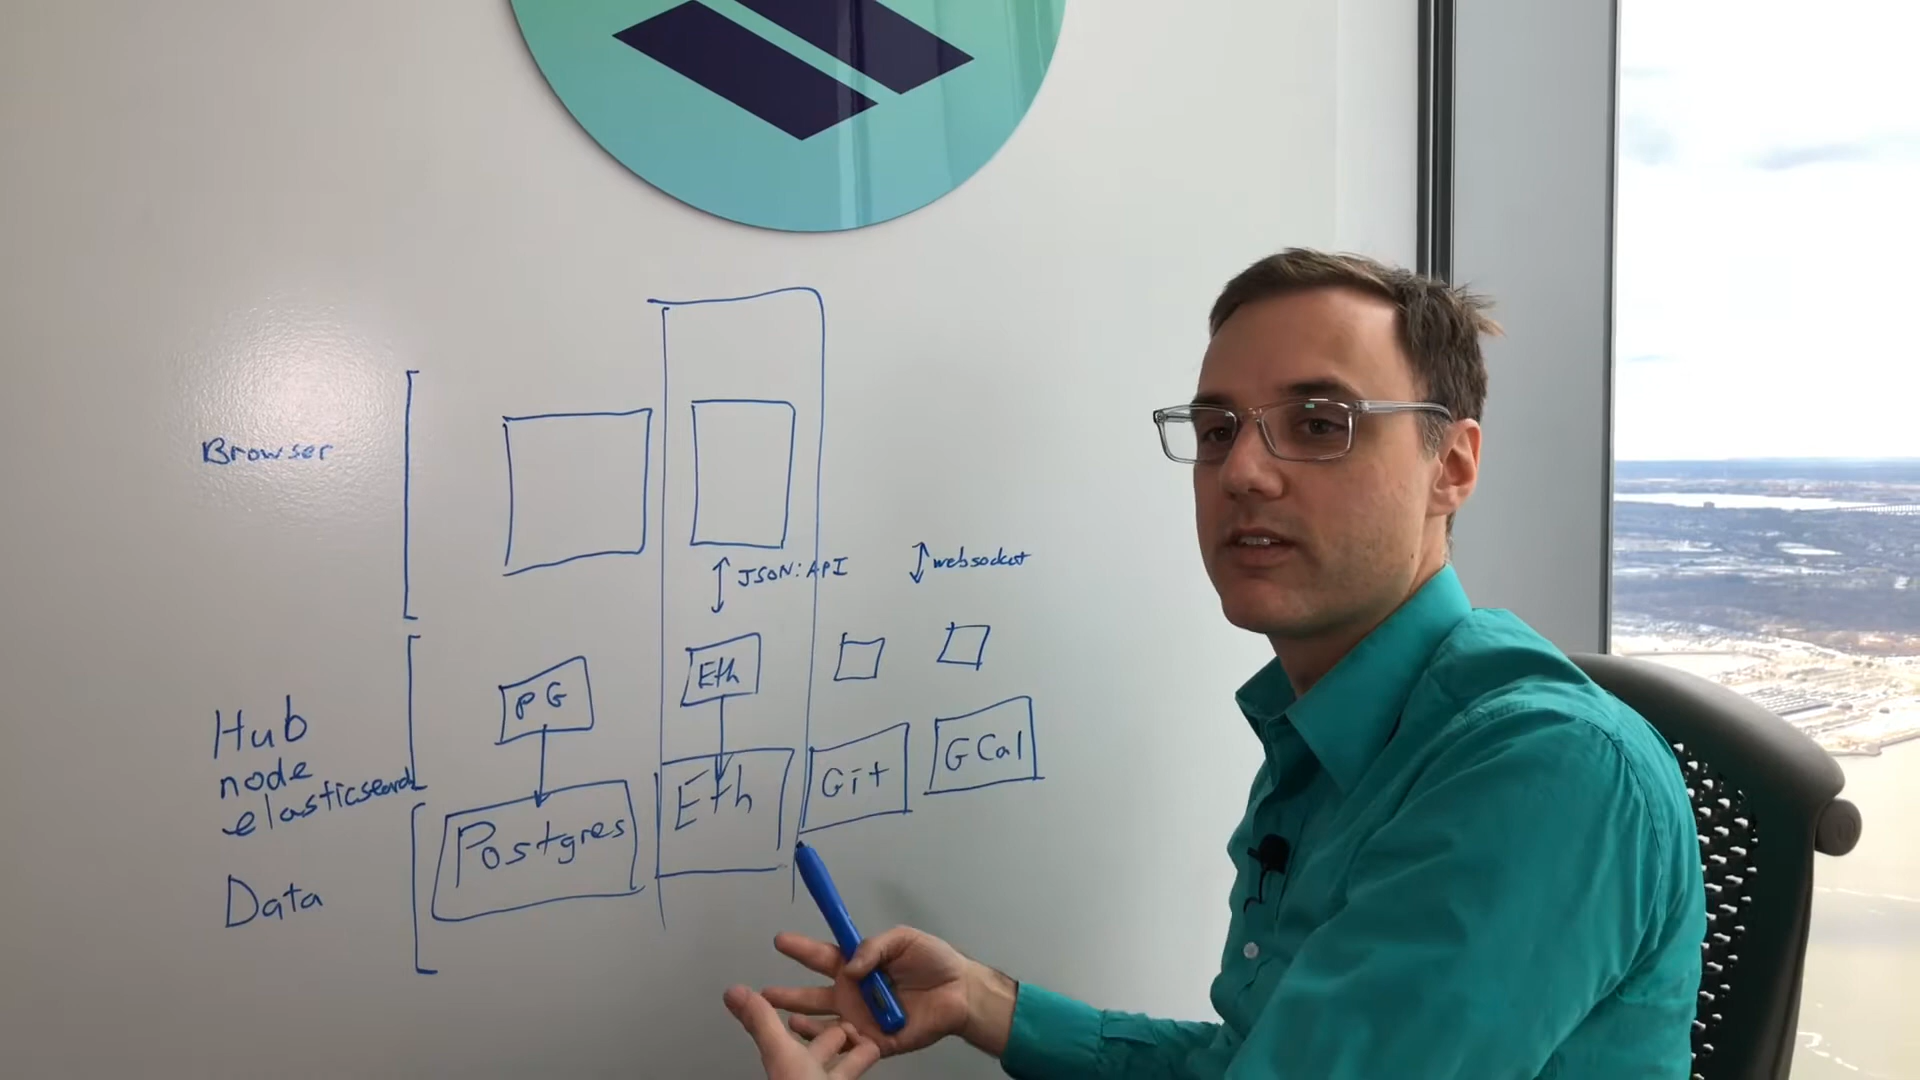 Browser
JSON:API
websocket
PG
Eth
Hub
node
elasticsearch
Postgres
Eth
Git
GCal
Data